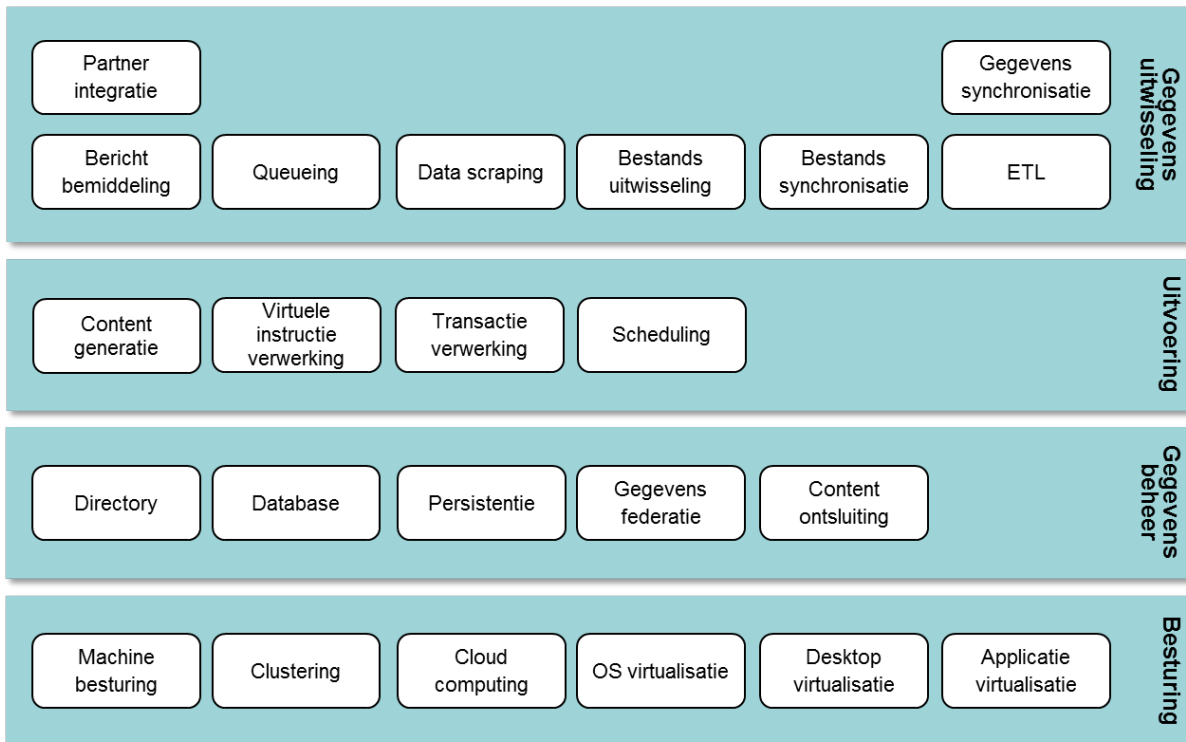 Partner
integratie
Gegevens
synchronisatie
Bericht
bemiddeling
Queueing
Data scraping
Bestands
uitwisseling
Bestands
synchronisatie
ETL
Gegevens
uitwisseling
Content
generatie
Virtuele
instructie
verwerking
Transactie
verwerking
Scheduling
Uitvoering
Directory
Database
Persistentie
Gegevens
federatie
Content
ontsluiting
Gegevens
beheer
Machine
besturing
Clustering
Cloud
computing
OS virtualisatie
Desktop
virtualisatie
Applicatie
virtualisatie
Besturing